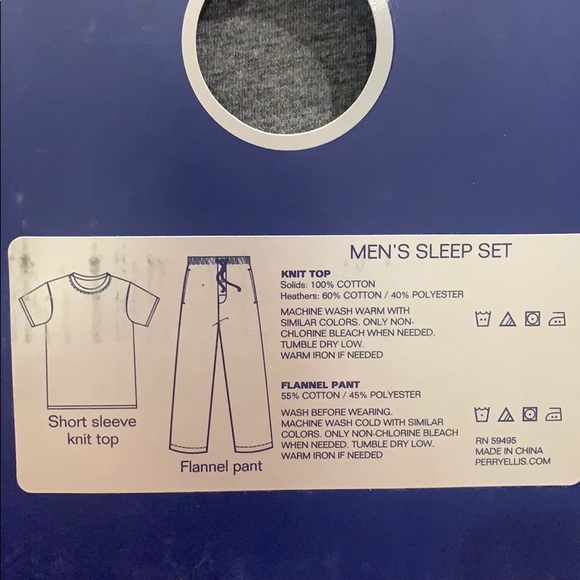 MEN'S SLEEP SET
KNIT TOP
Solids: 100% COTTON
Heathers: 60% COTTON / 40% POLYESTER
MACHINE WASH WARM WITH
SIMILAR COLORS. ONLY NON-
CHLORINE BLEACH WHEN NEEDED.
TUMBLE DRY LOW.
WARM IRON IF NEEDED
Short sleeve
knit top
FLANNEL PANT
55% COTTON / 45% POLYESTER
WASH BEFORE WEARING.
MACHINE WASH COLD WITH SIMILAR
COLORS. ONLY NON-CHLORINE BLEACH
WHEN NEEDED. TUMBLE DRY LOW.
WARM IRON IF NEEDED
Flannel pant
RN 59495
MADE IN CHINA
PERRYELLIS.COM